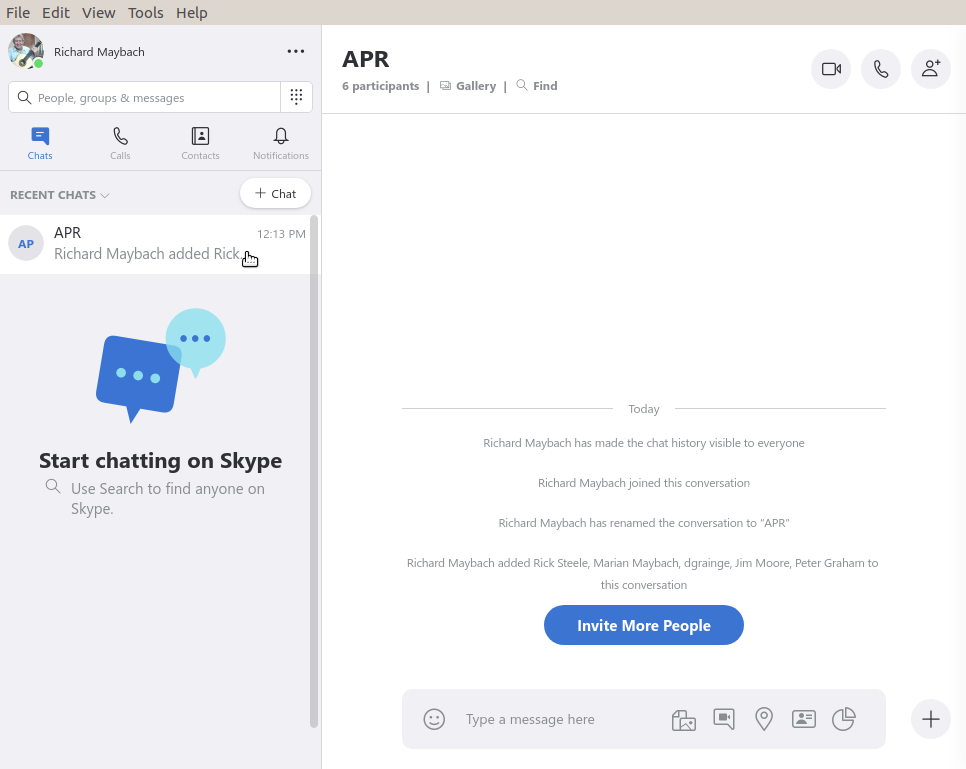 File Edit View Tools Help
Richard Maybach
People, groups & messages
Chats Calls Contacts Notifications
RECENT CHATS
+ Chat
AP
APR
12:13 PM
Richard Maybach added Rick...
Start chatting on Skype
Use Search to find anyone on
Skype.
APR
6 participants | Gallery | Find
Today
Richard Maybach has made the chat history visible to everyone
Richard Maybach joined this conversation
Richard Maybach has renamed the conversation to “APR”
Richard Maybach added Rick Steele, Marian Maybach, dgrainge, Jim Moore, Peter Graham to
this conversation
Invite More People
Type a message here